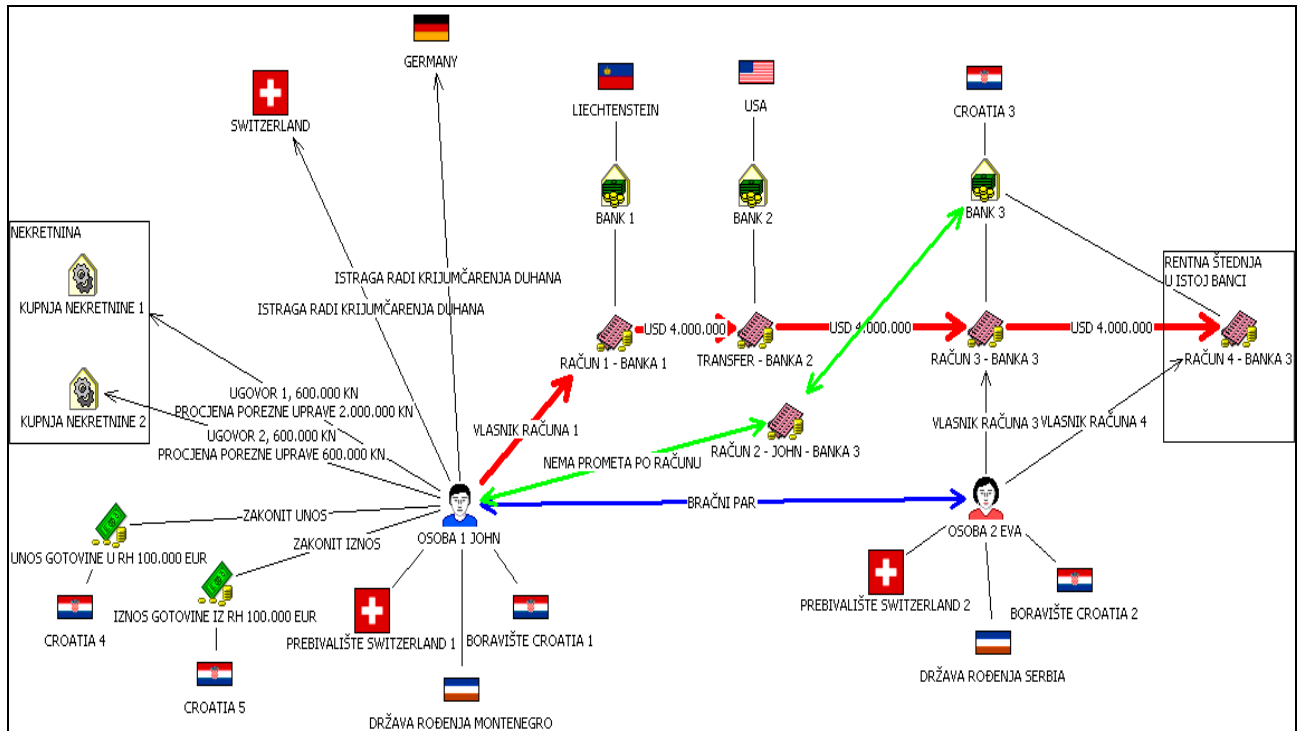 GERMANY
SWITZERLAND
LIECHTENSTEIN
USA
CROATIA 3
BANK 1
BANK 2
BANK 3
NEKRETNINA
KUPNJA NEKRETNINE 1
KUPNJA NEKRETNINE 2
ISTRAGA RADI KRIJUMČARENJA DUHANA
ISTRAGA RADI KRIJUMČARENJA DUHANA
RENTNA ŠTEDNJA
U ISTOJ BANCI
USD 4.000.000
USD 4.000.000
USD 4.000.000
RAČUN 1 - BANKA 1
TRANSFER - BANKA 2
RAČUN 3 - BANKA 3
RAČUN 4 - BANKA 3
UGOVOR 1, 600.000 KN
PROCJENA POREZNE UPRAVE 2.000.000 KN
UGOVOR 2, 600.000 KN
PROCJENA POREZNE UPRAVE 600.000 KN
VLASNIK RAČUNA 1
VLASNIK RAČUNA 3
VLASNIK RAČUNA 4
RAČUN 2 - JOHN - BANKA 3
NEMA PROMETA PO RAČUNU
BRAČNI PAR
ZAKONIT UNOS
ZAKONIT IZNOS
OSOBA 1 JOHN
OSOBA 2 EVA
UNOS GOTOVINE U RH 100.000 EUR
IZNOS GOTOVINE IZ RH 100.000 EUR
CROATIA 4
CROATIA 5
PREBIVALIŠTE SWITZERLAND 1
BORAVIŠTE CROATIA 1
DRŽAVA ROĐENJA MONTENEGRO
PREBIVALIŠTE SWITZERLAND 2
BORAVIŠTE CROATIA 2
DRŽAVA ROĐENJA SERBIA